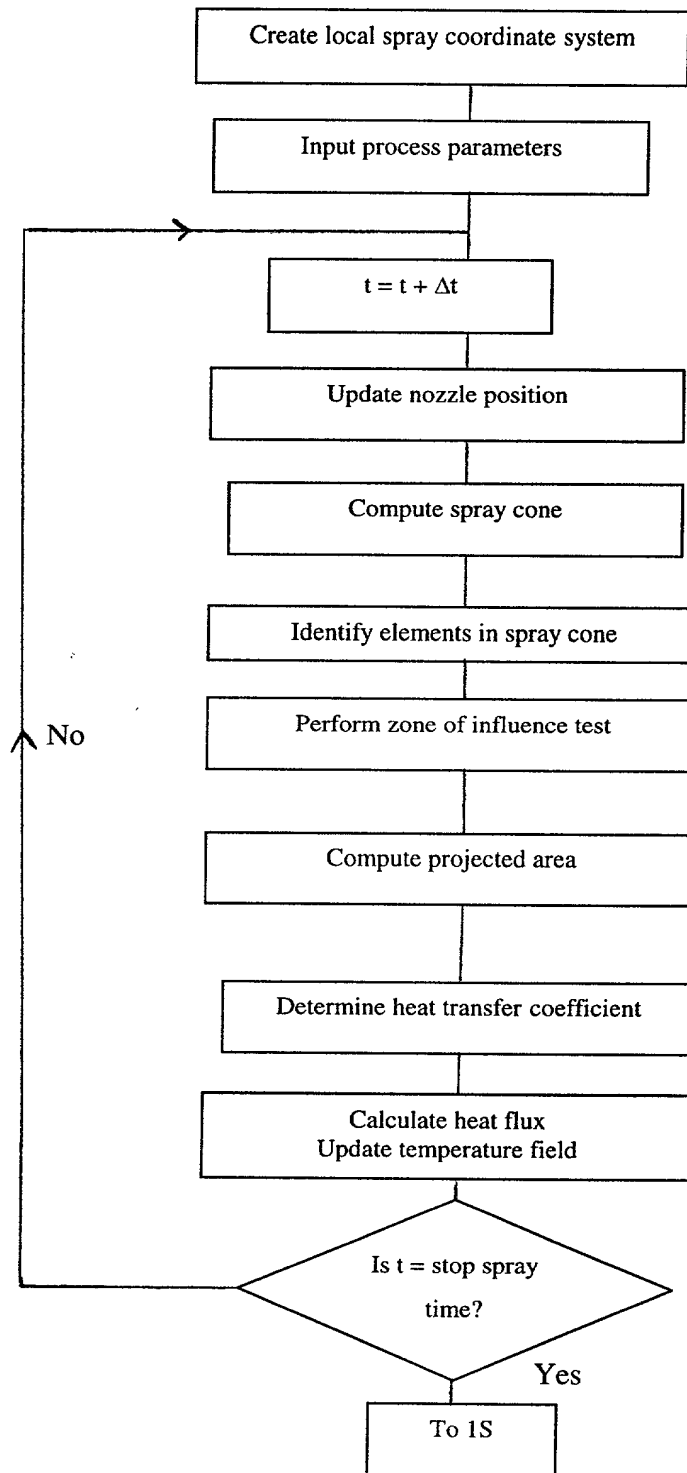 Create local spray coordinate system
Input process parameters
t = t + Δt
Update nozzle position
Compute spray cone
Identify elements in spray cone
Perform zone of influence test
No
Compute projected area
Determine heat transfer coefficient
Calculate heat flux
Update temperature field
Is t = stop spray
time?
Yes
To 1S